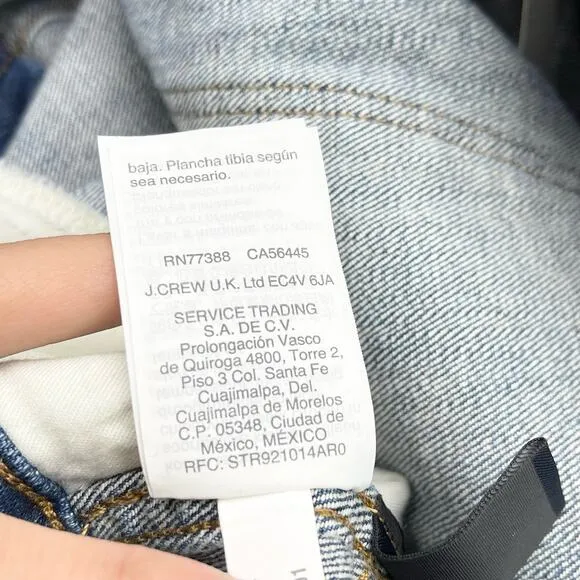 baja. Plancha tibia según
sea necesario.
RN77388 CA56445
J.CREW U.K. Ltd EC4V 6JA
SERVICE TRADING
S.A. DE C.V.
Prolongación Vasco
de Quiroga 4800, Torre 2,
Piso 3 Col. Santa Fe
Cuajimalpa, Del.
Cuajimalpa de Morelos
C.P. 05348, Ciudad de
México, MÉXICO
RFC: STR921014AR0